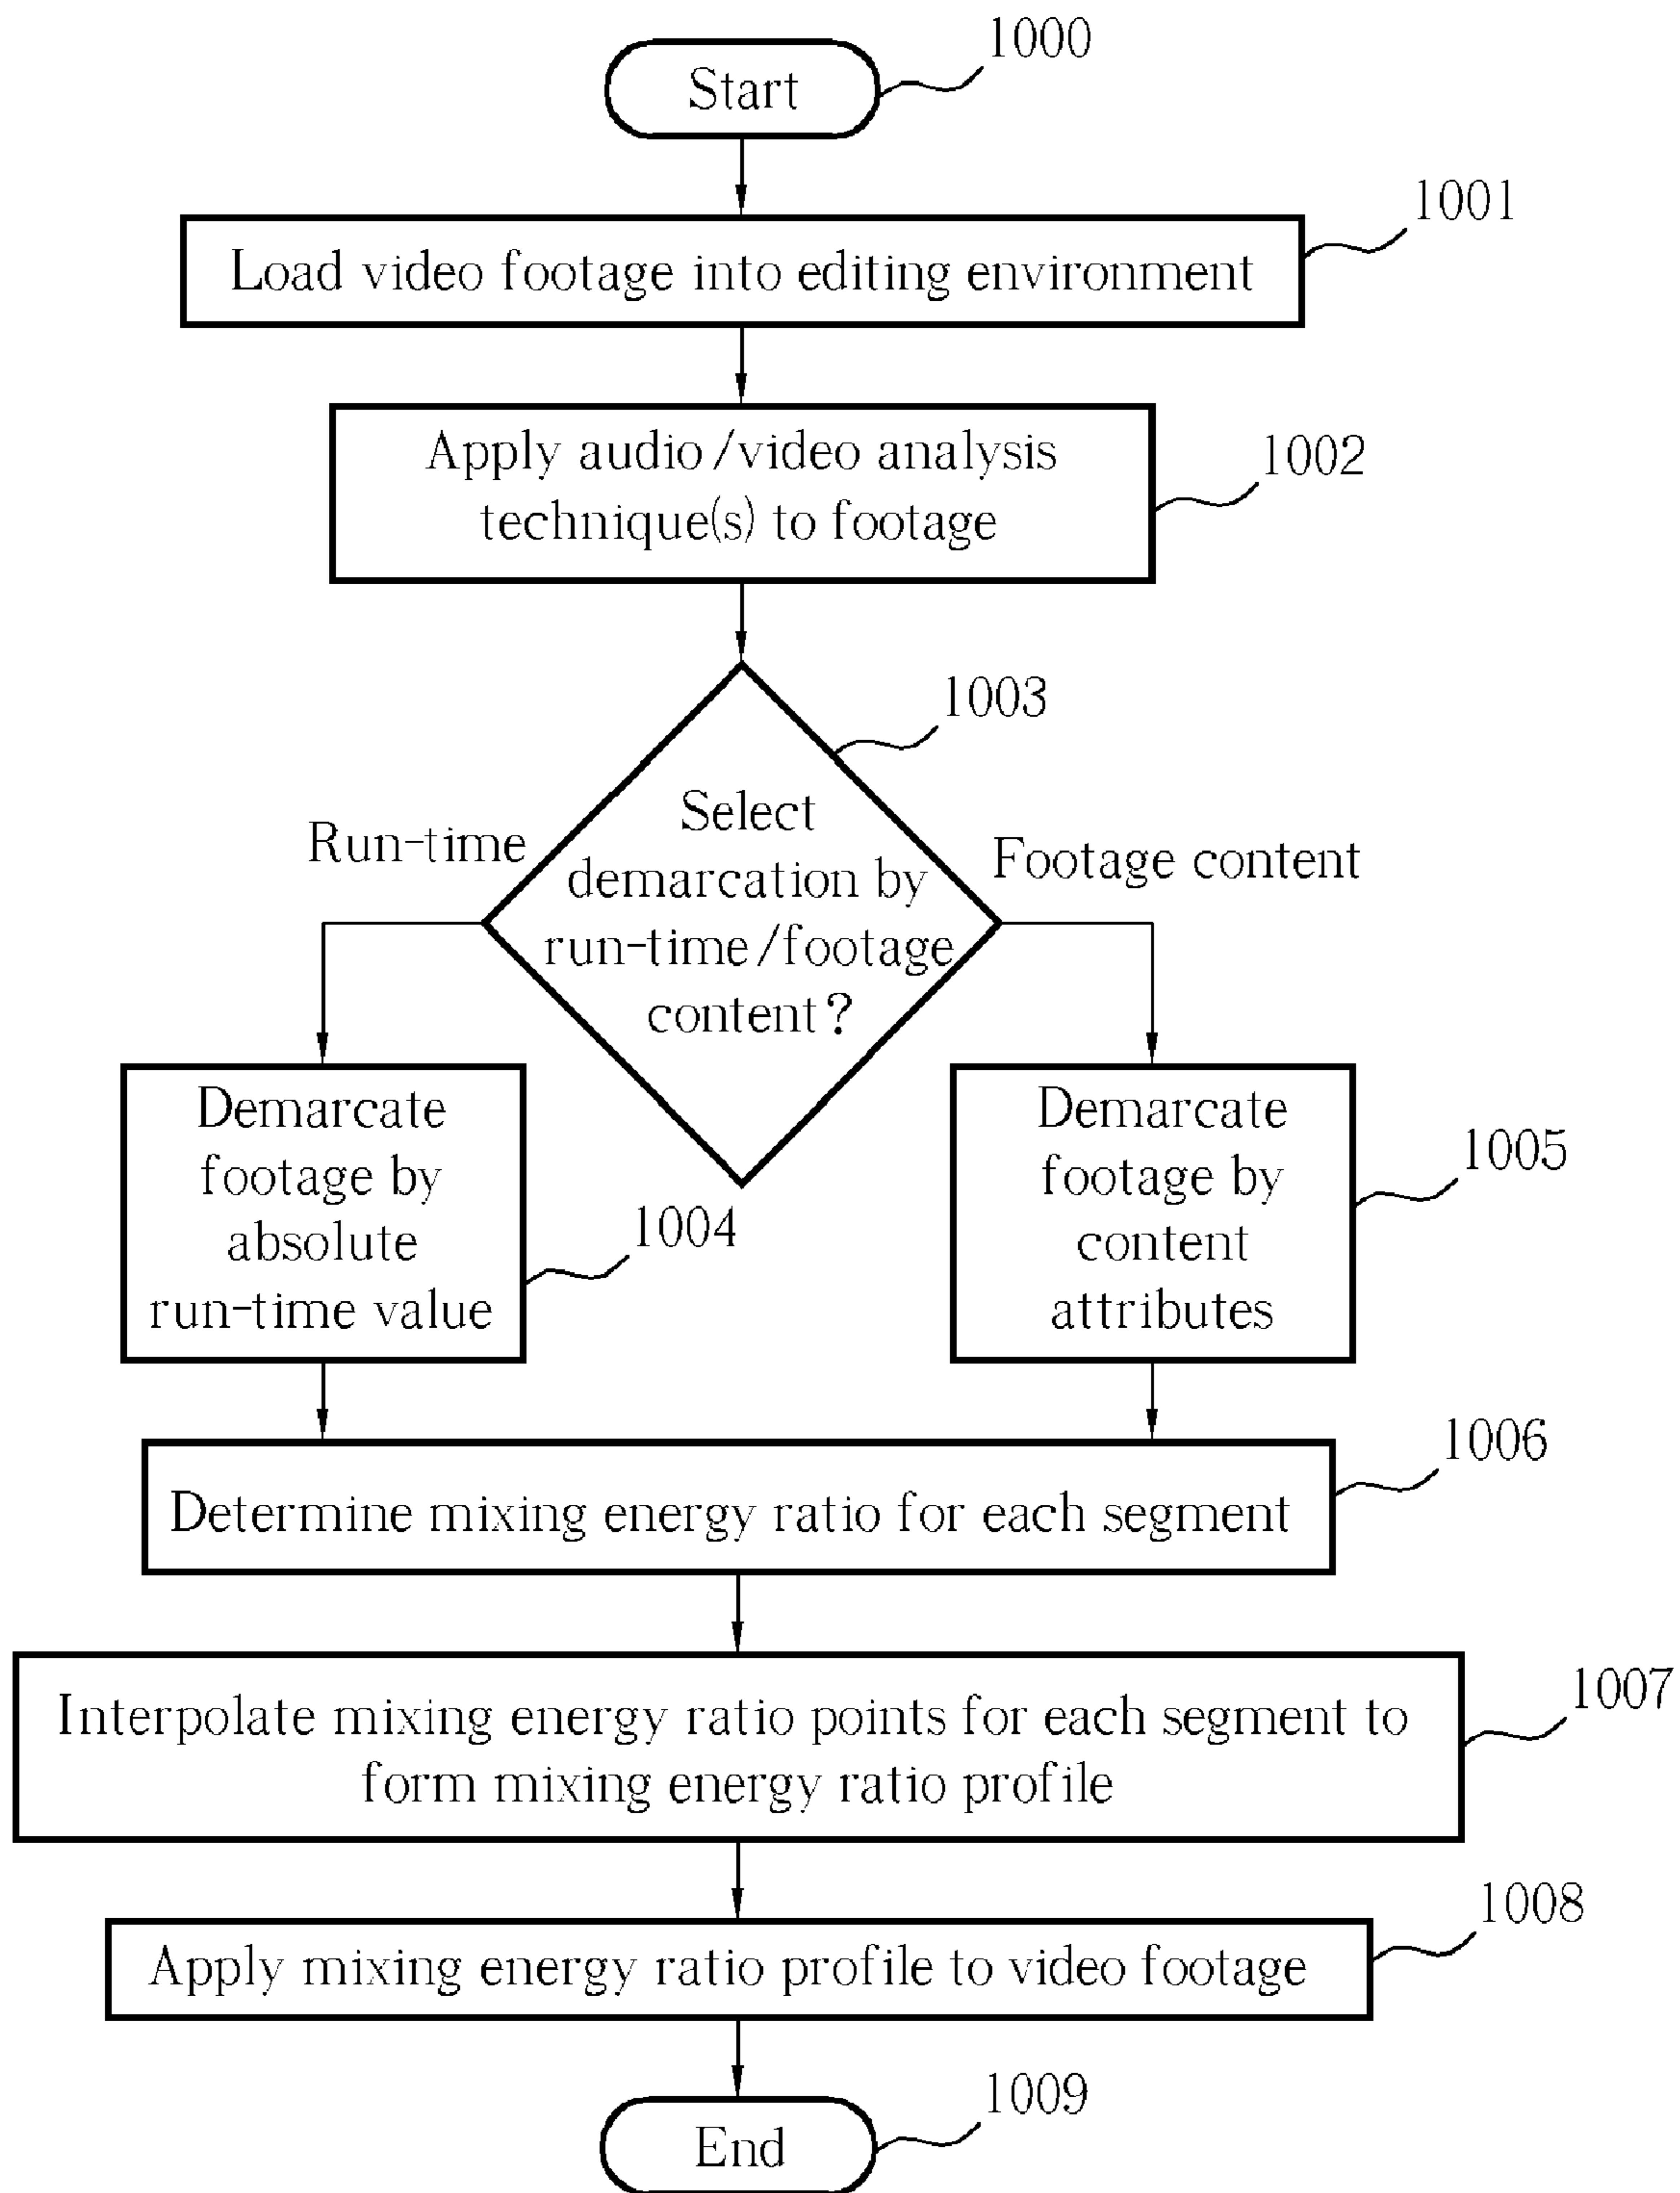 Start
1000
1001
Load video footage into editing environment
Apply audio/video analysis
technique(s) to footage
1002
1003
Select
demarcation by
run-time/footage
content?
Run-time
Footage content
Demarcate
footage by
absolute
run-time value
1004
Demarcate
footage by
content
attributes
1005
1006
Determine mixing energy ratio for each segment
1007
Interpolate mixing energy ratio points for each segment to
form mixing energy ratio profile
1008
Apply mixing energy ratio profile to video footage
1009
End